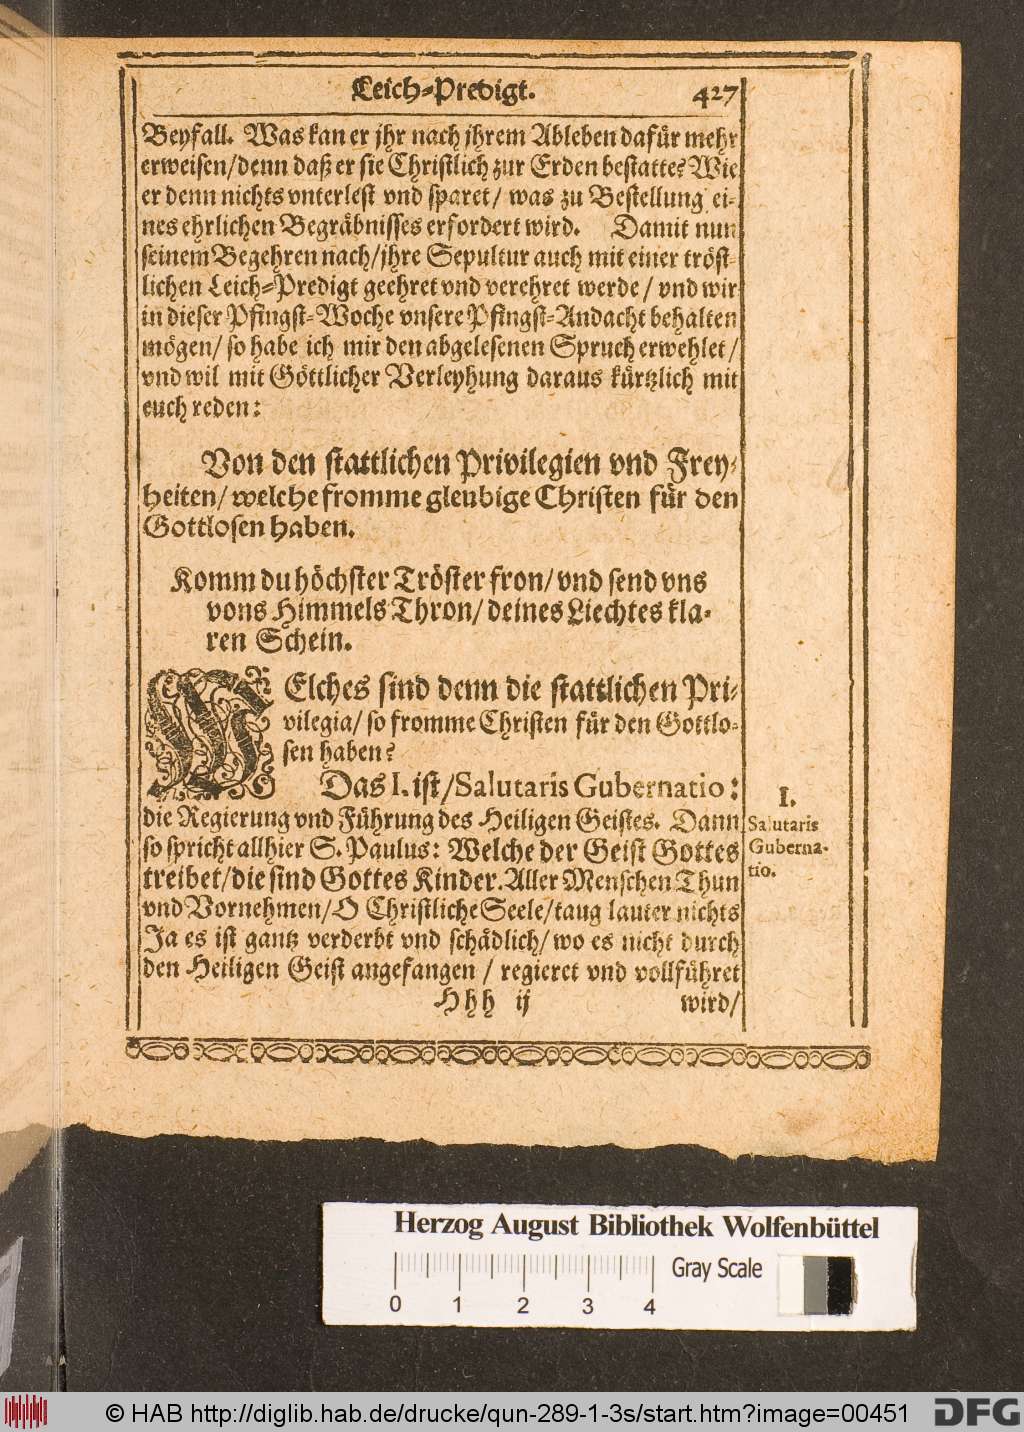 Leich-Predigt. 427
Beyfall. Was kan er jhr nach jhrem Ableben dafür mehr
erweisen/denn daß er sie Christlich zur Erden bestatte? Wie
er denn nichts vnterlest vnd sparet/ was zu Bestellung ei-
nes ehrlichen Begräbnisses erfordert wird. Damit nun
seinem Begehren nach/jhre Sepultur auch mit einer tröst-
lichen Leich-Predigt geehret vnd verehret werde/ vnd wir
in dieser Pfingst-Woche vnsere Pfingst-Andacht behalten
mögen/ so habe ich mir den abgelesenen Spruch erwehlet/
vnd wil mit Göttlicher Verleyhung daraus kürtzlich mit
euch reden:
Von den stattlichen Privilegien vnd Frey-
heiten/ welche fromme gleubige Christen für den
Gottlosen haben.
Komm du höchster Tröster fron/ vnd send vns
vons Himmels Thron/ deines Liechtes kla-
ren Schein.
WElches sind denn die stattlichen Pri-
vilegia/ so fromme Christen für den Gottlo-
sen haben?
Das I. ist/Salutaris Gubernatio:
die Regierung vnd Führung des Heiligen Geistes. Dann
so spricht allhier S. Paulus: Welche der Geist Gottes
treibet/die sind Gottes Kinder. Aller Menschen Thun
vnd Vornehmen/O Christliche Seele/taug lauter nichts
Ja es ist gantz verderbt vnd schädlich/ wo es nicht durch
den Heiligen Geist angefangen / regieret vnd vollführet
Hhh ij wird/
I.
Salutaris
Guberna-
tio.
Herzog August Bibliothek Wolfenbüttel
Gray Scale
0 1 2 3 4
© HAB http://diglib.hab.de/drucke/qun-289-1-3s/start.htm?image=00451 DFG